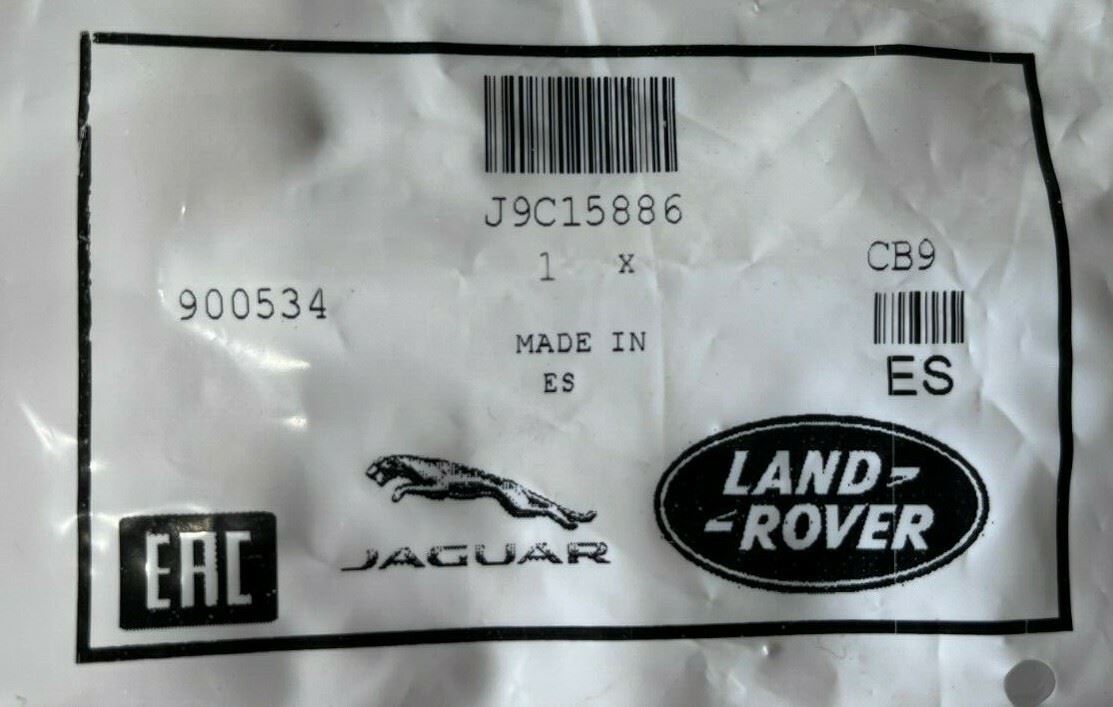 J9C15886
1 X
CB9
900534
MADE IN
ES
ES
EAC
JAGUAR
LAND
ROVER